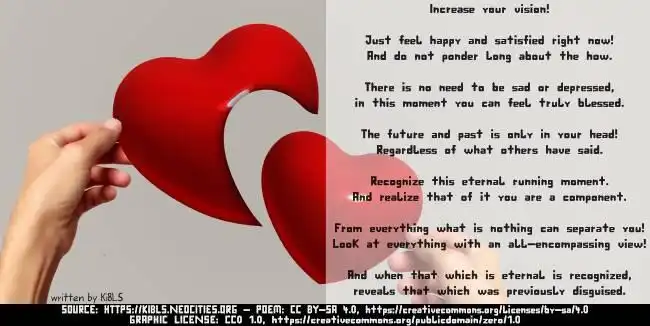 Increase your vision!
Just feel happy and satisfied right now!
And do not ponder long about the how.
There is no need to be sad or depressed,
in this moment you can feel truly blessed.
The future and past is only in your head!
Regardless of what others have said.
Recognize this eternal running moment.
And realize that of it you are a component.
From everything what is nothing can separate you!
Look at everything with an all-encompassing view!
And when that which is eternal is recognized,
reveals that which was previously disguised.
written by KiBLS
SOURCE: HTTPS://KIBLS.NEOCITIES.ORG - POEM: CC BY-SA 4.0, https://creativecommons.org/licenses/by-sa/4.0
GRAPHIC LICENSE: CC0 1.0, https://creativecommons.org/publicdomain/zero/1.0